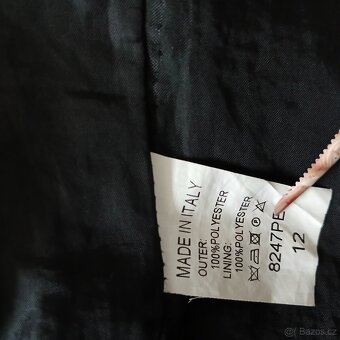 MADE IN ITALY
OUTER:
100%POLYESTER
LINING:
100%POLYESTER
8247PE
12
© Bazos.cz